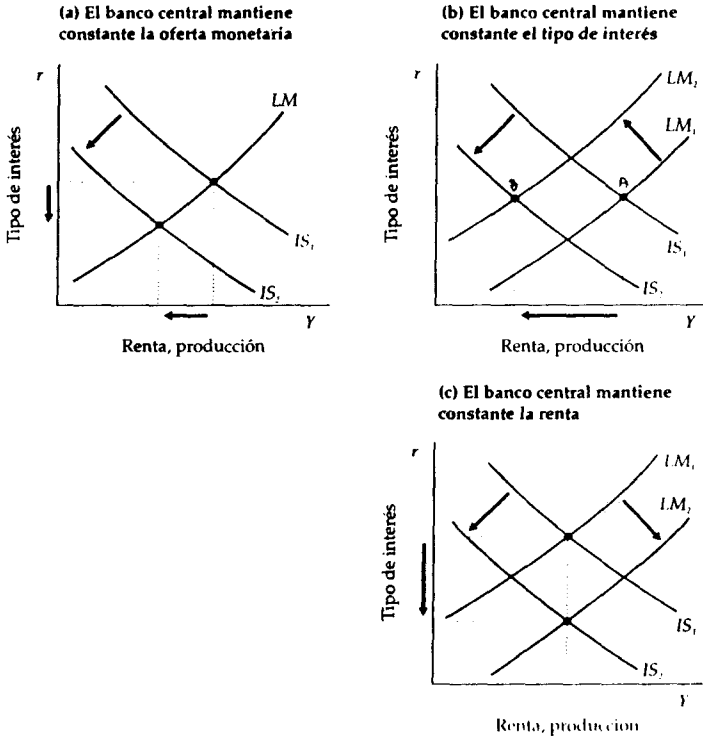 (a) El banco central mantiene
constante la oferta monetaria
r
LM
Tipo de interés
IS₁
IS₂
Y
Renta, producción
(b) El banco central mantiene
constante el tipo de interés
r
LM₂
LM₁
Tipo de interés
B
A
IS₁
IS₂
Y
Renta, producción
(c) El banco central mantiene
constante la renta
r
LM₁
LM₂
Tipo de interés
IS₁
IS₂
Y
Renta, produccion